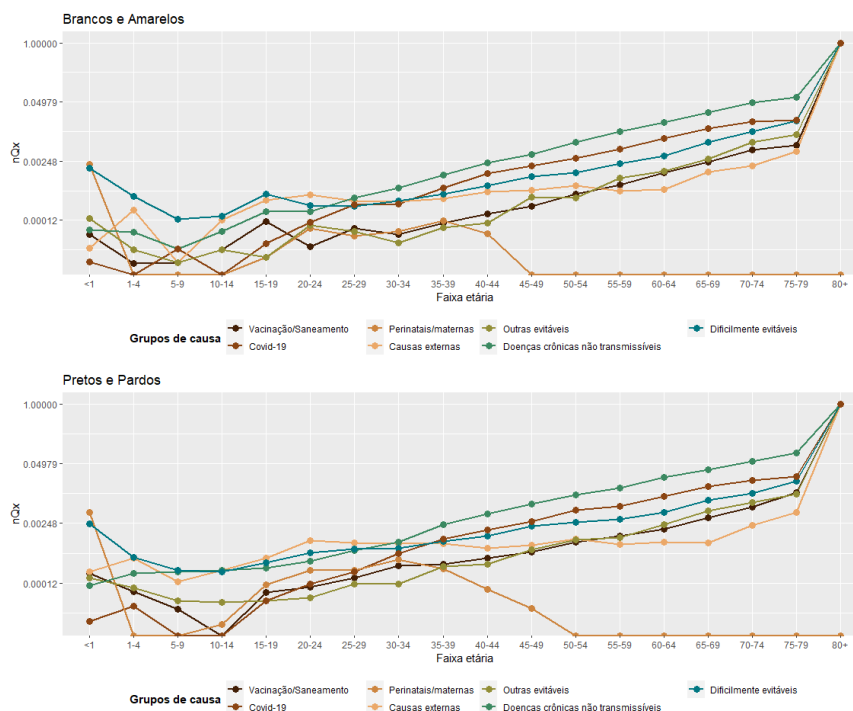 Brancos e Amarelos
1.00000
0.04979
0.00248
0.00012
nQx
<1 1-4 5-9 10-14 15-19 20-24 25-29 30-34 35-39 40-44 45-49 50-54 55-59 60-64 65-69 70-74 75-79 80+
Faixa etária
Grupos de causa
Vacinação/Saneamento Perinatais/maternas Outras evitáveis Dificilmente evitáveis
Covid-19 Causas externas Doenças crônicas não transmissíveis
Pretos e Pardos
1.00000
0.04979
0.00248
0.00012
nQx
<1 1-4 5-9 10-14 15-19 20-24 25-29 30-34 35-39 40-44 45-49 50-54 55-59 60-64 65-69 70-74 75-79 80+
Faixa etária
Grupos de causa
Vacinação/Saneamento Perinatais/maternas Outras evitáveis Dificilmente evitáveis
Covid-19 Causas externas Doenças crônicas não transmissíveis